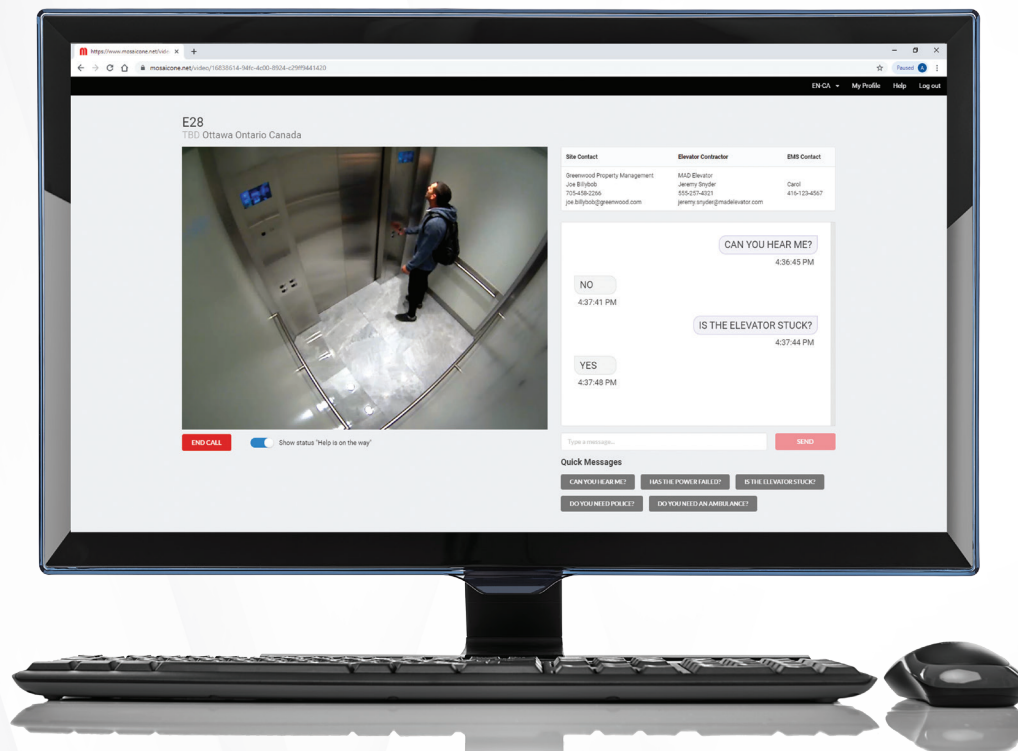 https://www.mosaicone.net/vide
mosaicone.net/video/16838614-94fc-4c00-8924-c29ff9441420
Paused A
EN-CA My Profile Help Log out
E28
TBD Ottawa Ontario Canada
Site Contact Elevator Contractor EMS Contact
Greenwood Property Management MAD Elevator
Joe Billybob Jeremy Snyder Carol
705-458-2266 555-257-4321 416-123-4567
joe.billybob@greenwood.com jeremy.snyder@madelevator.com
CAN YOU HEAR ME?
4:36:45 PM
NO
4:37:41 PM
IS THE ELEVATOR STUCK?
4:37:44 PM
YES
4:37:48 PM
END CALL Show status "Help is on the way"
Type a message... SEND
Quick Messages
CAN YOU HEAR ME? HAS THE POWER FAILED? IS THE ELEVATOR STUCK?
DO YOU NEED POLICE? DO YOU NEED AN AMBULANCE?